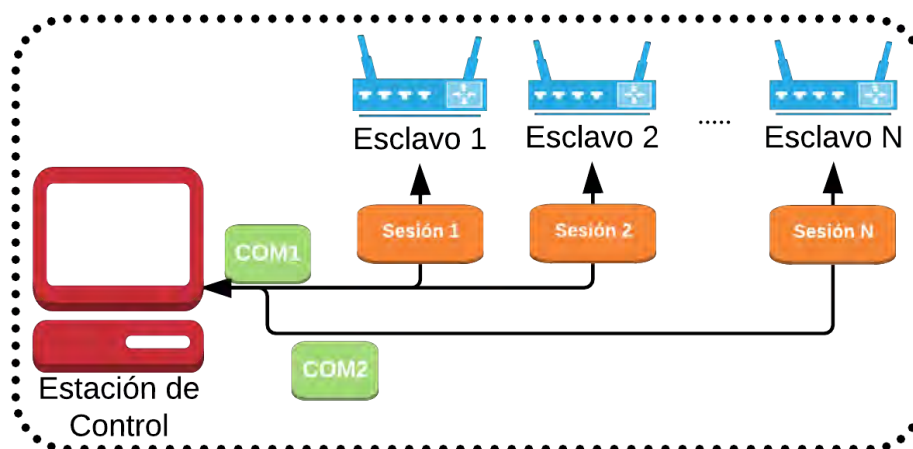 Esclavo 1
Esclavo 2
.....
Esclavo N
Sesión 1
Sesión 2
Sesión N
COM1
COM2
Estación de
Control